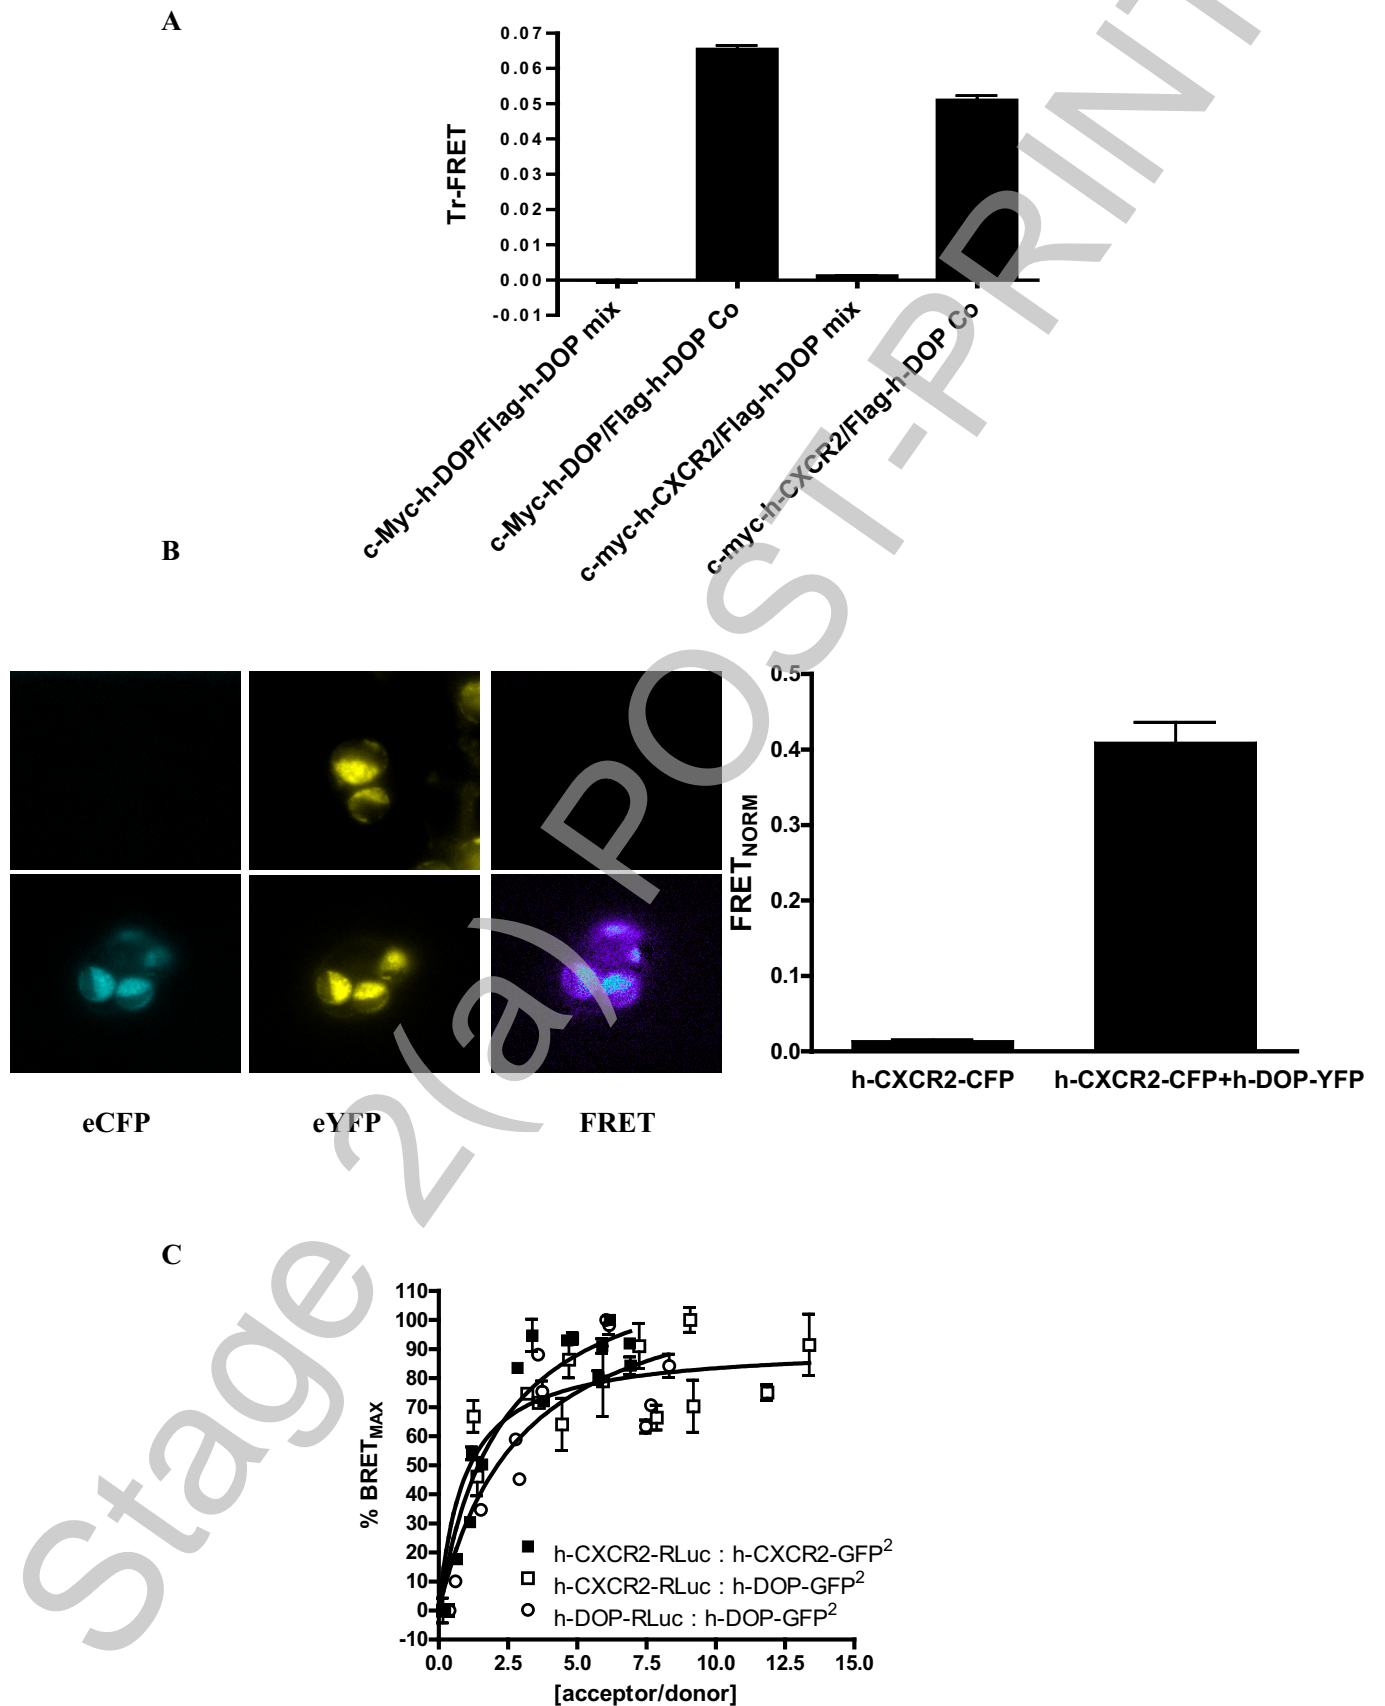 A
0.07
0.06
0.05
0.04
0.03
0.02
0.01
0.00
-0.01
Tr-FRET
c-Myc-h-DOP/Flag-h-DOP mix
c-Myc-h-DOP/Flag-h-DOP Co
c-myc-h-CXCR2/Flag-h-DOP mix
c-myc-h-CXCR2/Flag-h-DOP Co
B
0.5
0.4
0.3
0.2
0.1
0.0
FRETNORM
h-CXCR2-CFP
h-CXCR2-CFP+h-DOP-YFP
eCFP
eYFP
FRET
C
110
100
90
80
70
60
50
40
30
20
10
0
-10
% BRETMAX
h-CXCR2-RLuc : h-CXCR2-GFP²
h-CXCR2-RLuc : h-DOP-GFP²
h-DOP-RLuc : h-DOP-GFP²
0.0 2.5 5.0 7.5 10.0 12.5 15.0
[acceptor/donor]
Stage 2(a) POST-PRINT